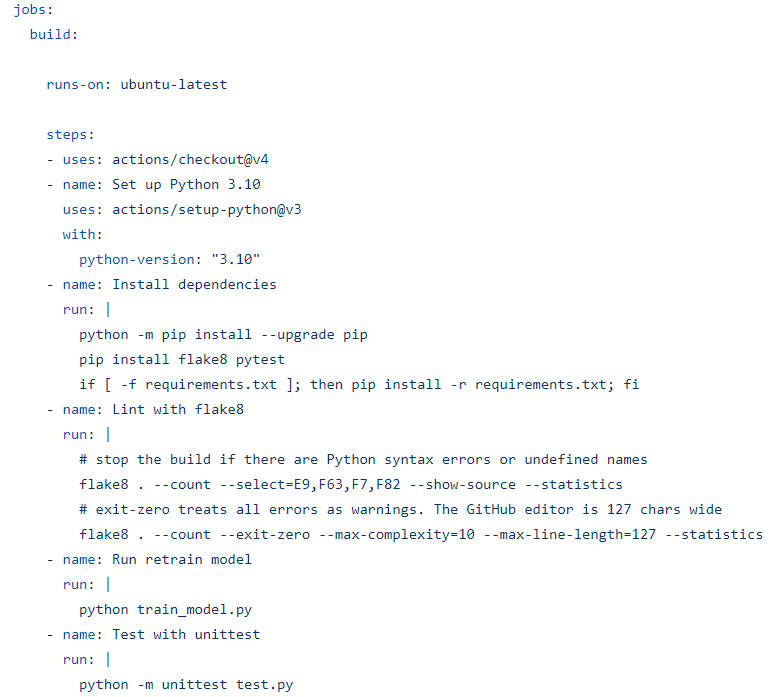 jobs:
  build:

    runs-on: ubuntu-latest

    steps:
    - uses: actions/checkout@v4
    - name: Set up Python 3.10
      uses: actions/setup-python@v3
      with:
        python-version: "3.10"
    - name: Install dependencies
      run: |
        python -m pip install --upgrade pip
        pip install flake8 pytest
        if [ -f requirements.txt ]; then pip install -r requirements.txt; fi
    - name: Lint with flake8
      run: |
        # stop the build if there are Python syntax errors or undefined names
        flake8 . --count --select=E9,F63,F7,F82 --show-source --statistics
        # exit-zero treats all errors as warnings. The GitHub editor is 127 chars wide
        flake8 . --count --exit-zero --max-complexity=10 --max-line-length=127 --statistics
    - name: Run retrain model
      run: |
        python train_model.py
    - name: Test with unittest
      run: |
        python -m unittest test.py